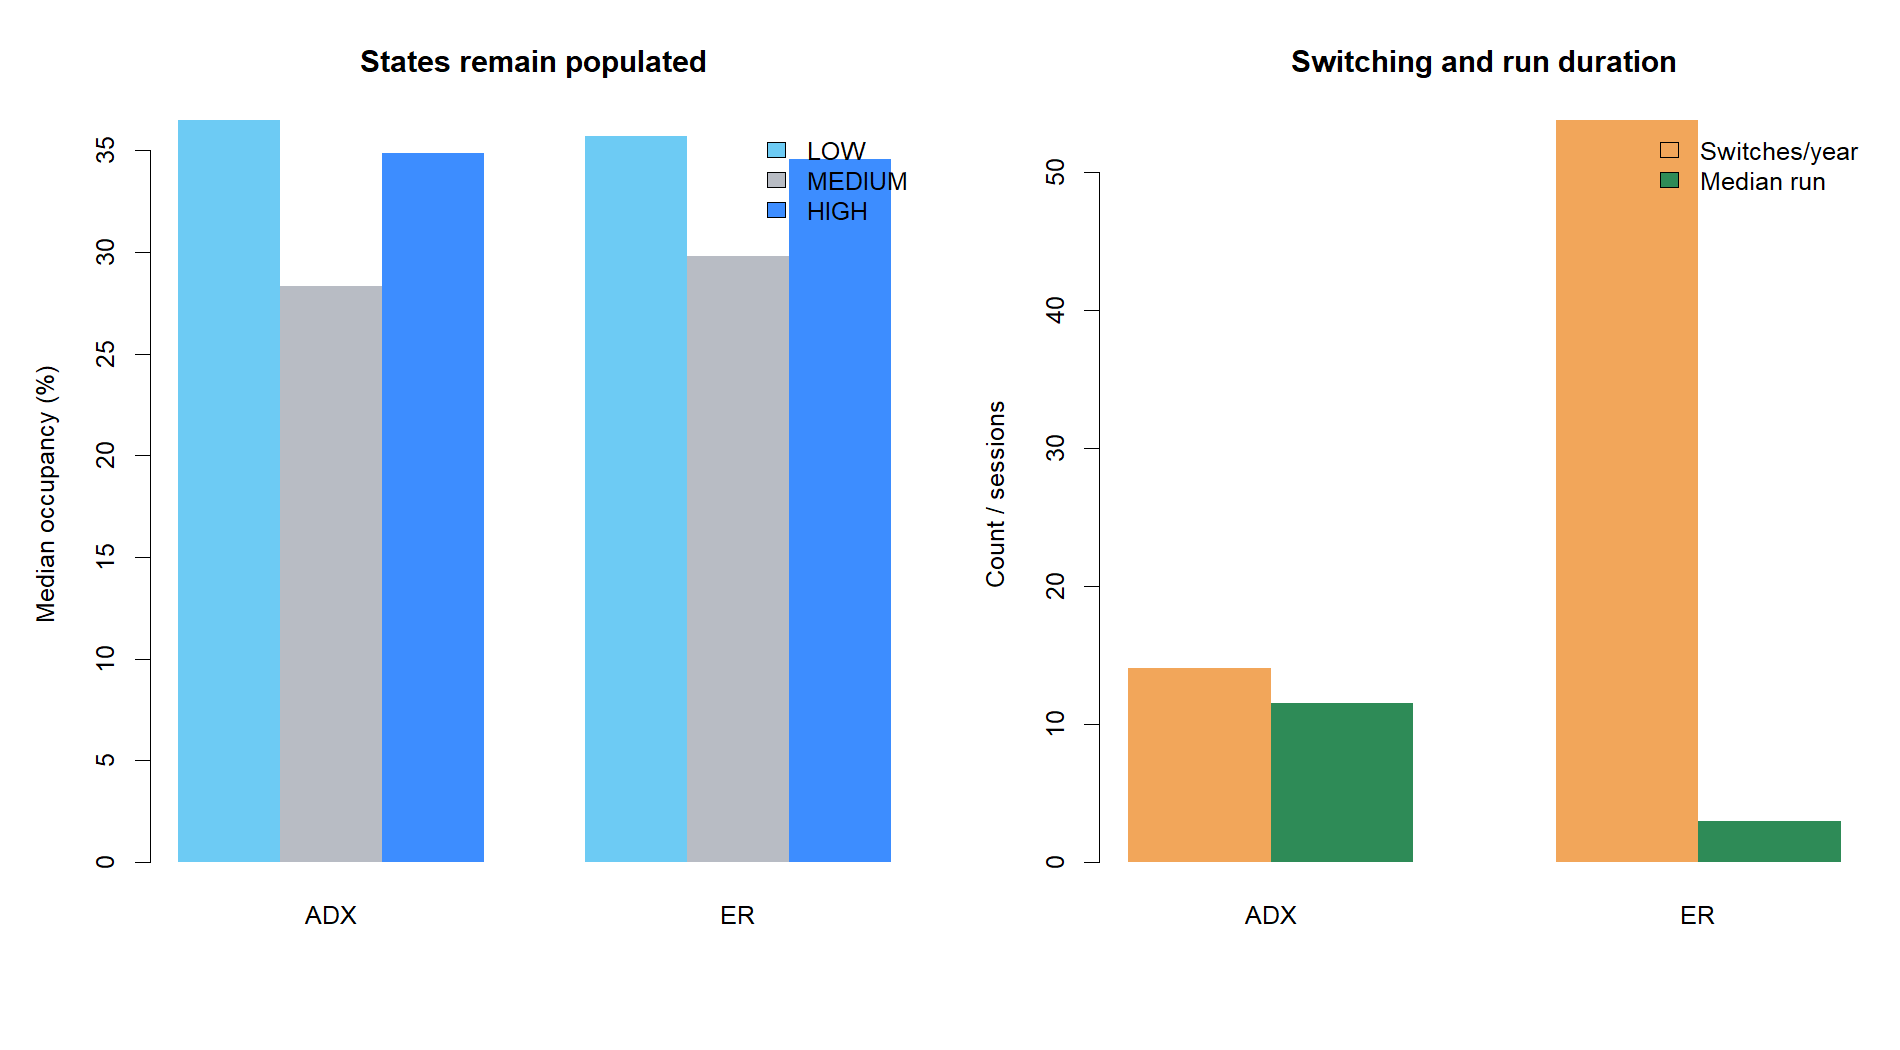 States remain populated
Median occupancy (%)
35
30
25
20
15
10
5
0
LOW
MEDIUM
HIGH
ADX
ER
Switching and run duration
Count / sessions
50
40
30
20
10
0
Switches/year
Median run
ADX
ER